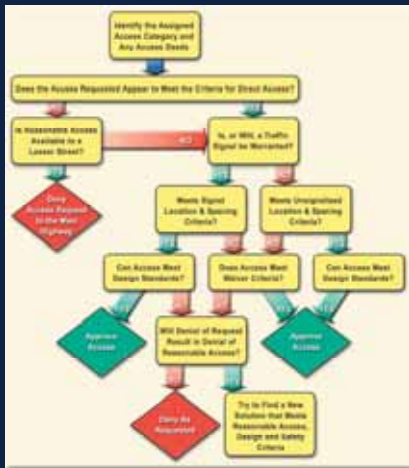 Identify the Assigned
Access Category and
Any Access Deeds
Does the Access Requested Appear to Meet the Criteria for Direct Access?
Is Reasonable Access
Available to a
Lesser Street?
NO
Is, or Will, a Traffic
Signal be Warranted?
Deny
Access Request
to the Main
Highway
Meets Signal
Location & Spacing
Criteria?
Meets Unsignalized
Location & Spacing
Criteria?
Can Access Meet
Design Standards?
Does Access Meet
Waiver Criteria?
Can Access Meet
Design Standards?
Approve
Access
Will Denial of Request
Result in Denial of
Reasonable Access?
Approve
Access
Deny As
Requested
Try to Find a New
Solution that Meets
Reasonable Access,
Design and Safety
Criteria